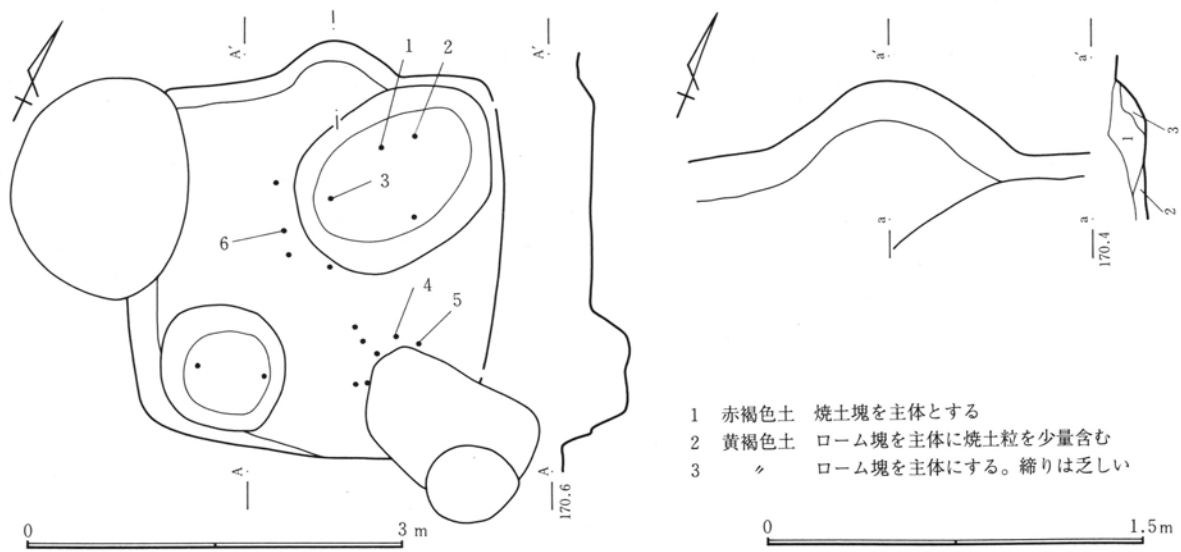 A′
A′
1
2
3
6
4
5
A
A
170.6
0
3 m
a′
a′
1
3
2
a
a
170.4
1 赤褐色土 焼土塊を主体とする
2 黄褐色土 ローム塊を主体に焼土粒を少量含む
3 〃 ローム塊を主体にする。締りは乏しい
0
1.5m